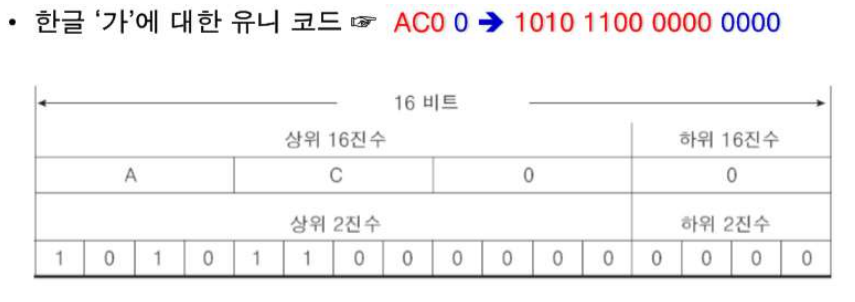 • 한글 ‘가’에 대한 유니 코드 ☞ AC0 0 ➔ 1010 1100 0000 0000
16 비트
상위 16진수 하위 16진수
A C 0 0
상위 2진수 하위 2진수
1 0 1 0 1 1 0 0 0 0 0 0 0 0 0 0